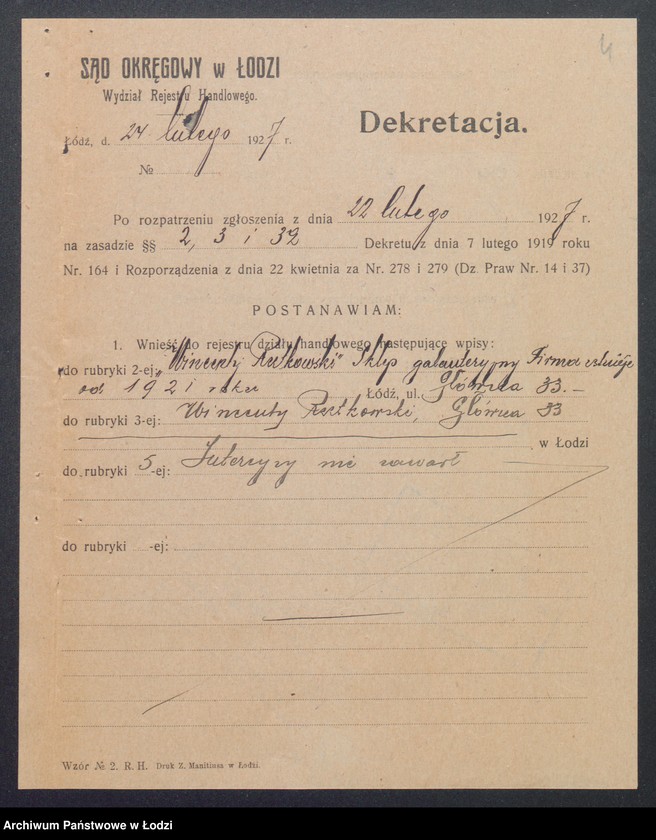 4
SĄD OKRĘGOWY w ŁODZI
Wydział Rejestru Handlowego.
Dekretacja.
Łódź, d. 24 lutego 1927 r.
№
Po rozpatrzeniu zgłoszenia z dnia 22 lutego 1927 r.
na zasadzie §§ 2, 3 i 32 Dekretu z dnia 7 lutego 1919 roku
Nr. 164 i Rozporządzenia z dnia 22 kwietnia za Nr. 278 i 279 (Dz. Praw Nr. 14 i 37)
POSTANAWIAM:
1. Wnieść do rejestru działu handlowego następujące wpisy:
do rubryki 2-ej: "Wincenty Rutkowski" Sklep galanteryjny Firma istnieje
od 1921 roku Łódź, ul. Główna 33.—
do rubryki 3-ej: Wincenty Rutkowski, Główna 33
, w Łodzi
do rubryki 5-ej: Intercyzy nie zawarł
do rubryki -ej:
Wzór № 2. R. H. Druk Z. Manitiusa w Łodzi.
Archiwum Państwowe w Łodzi